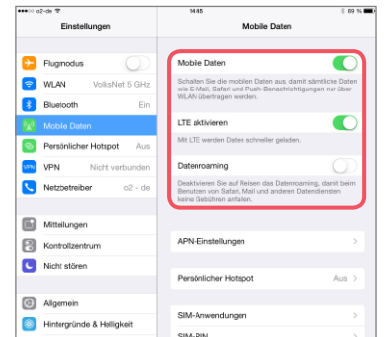 o2-de 14:45 89 %
Einstellungen
Mobile Daten
Flugmodus
WLAN VolksNet 5 GHz
Bluetooth Ein
Mobile Daten
Persönlicher Hotspot Aus
VPN VPN Nicht verbunden
Netzbetreiber o2 - de
Mitteilungen
Kontrollzentrum
Nicht stören
Allgemein
Hintergründe & Helligkeit
Mobile Daten
Schalten Sie die mobilen Daten aus, damit sämtliche Daten
wie E-Mail, Safari und Push-Benachrichtigungen nur über
WLAN übertragen werden.
LTE aktivieren
Mit LTE werden Daten schneller geladen.
Datenroaming
Deaktivieren Sie auf Reisen das Datenroaming, damit beim
Benutzen von Safari, Mail und anderen Datendiensten
keine Gebühren anfallen.
APN-Einstellungen
Persönlicher Hotspot Aus
SIM-Anwendungen
SIM-PIN